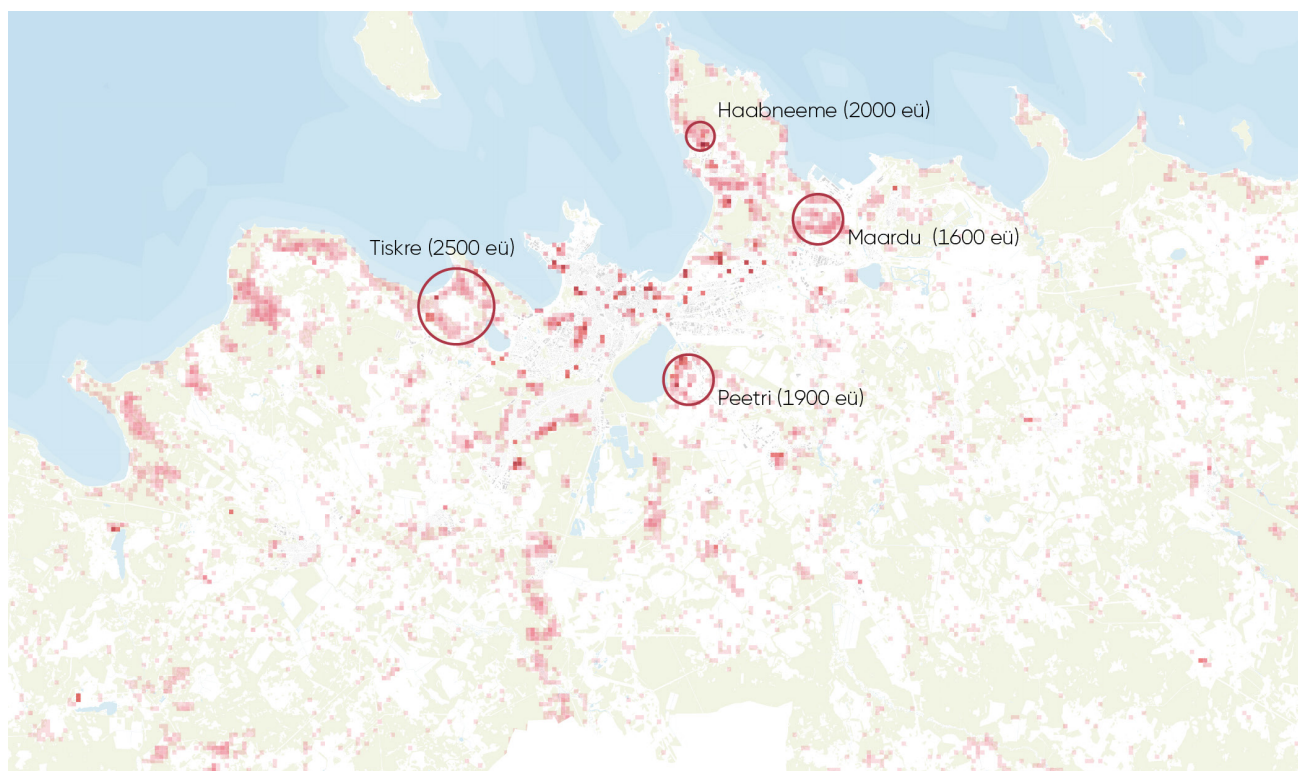 Haabneeme (2000 eü)
Maardu (1600 eü)
Tiskre (2500 eü)
Peetri (1900 eü)